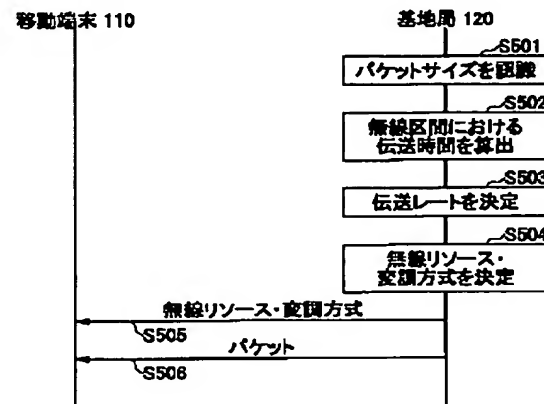 移動端末 110
基地局 120
S501
パケットサイズを認識
S502
無線区間における
伝送時間を算出
S503
伝送レートを決定
S504
無線リソース・
変調方式を決定
無線リソース・変調方式
S505
パケット
S506